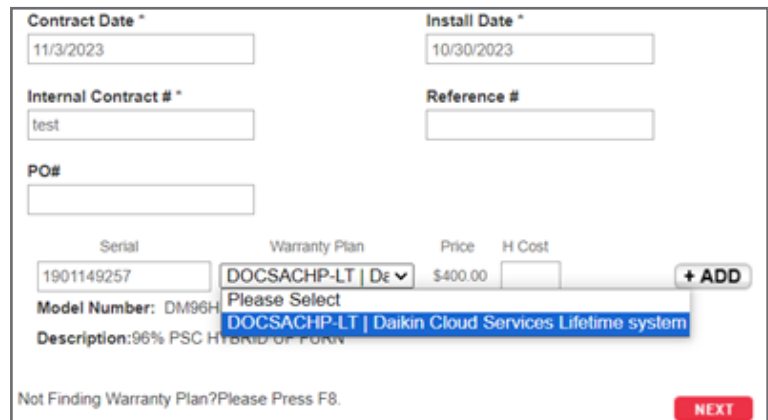 Contract Date * Install Date *
11/3/2023 10/30/2023
Internal Contract # * Reference #
test
PO#
Serial Warranty Plan Price H Cost
1901149257 DOCSACHP-LT | Da $400.00 + ADD
Model Number: DM96H
Please Select
DOCSACHP-LT | Daikin Cloud Services Lifetime system
Description:96% PSC HYBRID UP FURN
Not Finding Warranty Plan?Please Press F8.
NEXT